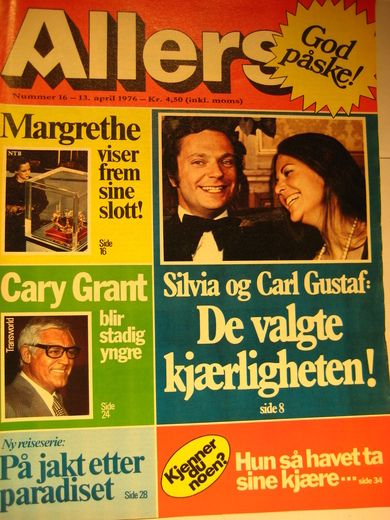 Allers
God
påske!
Nummer 16 – 13. april 1976 – Kr. 4,50 (inkl. moms)
Margrethe
viser
frem
sine
slott!
NTB
Side
16
Cary Grant
blir
stadig
yngre
Transworld
Side
24
Silvia og Carl Gustaf:
De valgte
kjærligheten!
side 8
Ny reiseserie:
På jakt etter
paradiset Side 28
Kjenner
du
noen?
Hun så havet ta
sine kjære... side 34